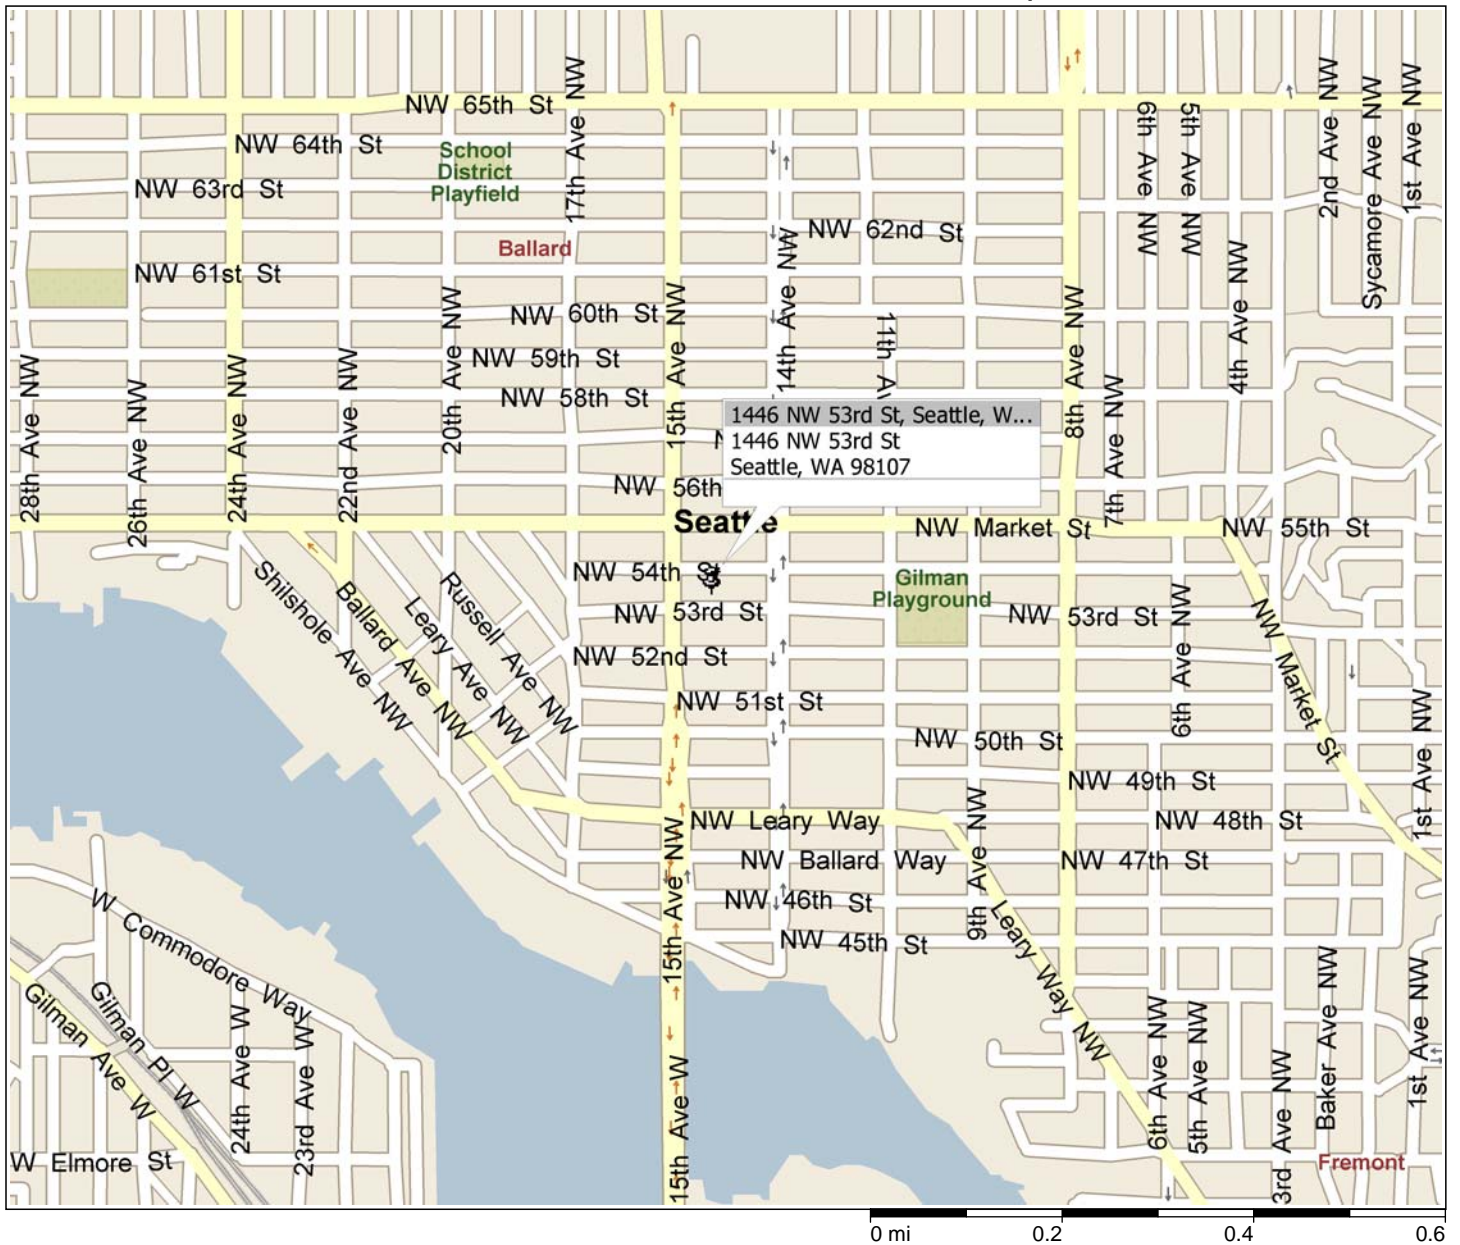 NW 65th St
17th Ave NW
NW 64th St
School
District
Playfield
6th Ave NW
5th Ave NW
2nd Ave NW
Sycamore Ave NW
1st Ave NW
NW 63rd St
NW 62nd St
Ballard
NW 61st St
14th Ave NW
4th Ave NW
NW 60th St
20th Ave NW
15th Ave NW
11th
8th Ave NW
NW 59th St
NW 58th St
28th Ave NW
26th Ave NW
24th Ave NW
22nd Ave NW
7th Ave NW
1446 NW 53rd St, Seattle, W...
1446 NW 53rd St
Seattle, WA 98107
NW 56th
Seattle
NW Market St
NW 55th St
NW 54th St
Gilman
Playground
NW 53rd St
NW 53rd St
Shilshole Ave NW
Ballard Ave NW
Leary Ave NW
Russell Ave NW
6th Ave NW
NW Market St
NW 52nd St
NW 51st St
NW 50th St
NW 49th St
1st Ave NW
NW Leary Way
9th Ave NW
NW 48th St
NW Ballard Way
NW 47th St
15th Ave NW
NW 46th St
NW 45th St
Leary Way NW
W Commodore Way
Gilman Ave W
Gilman Pl W
24th Ave W
23rd Ave W
15th Ave W
6th Ave NW
5th Ave NW
3rd Ave NW
Baker Ave NW
1st Ave NW
W Elmore St
Fremont
0 mi 0.2 0.4 0.6